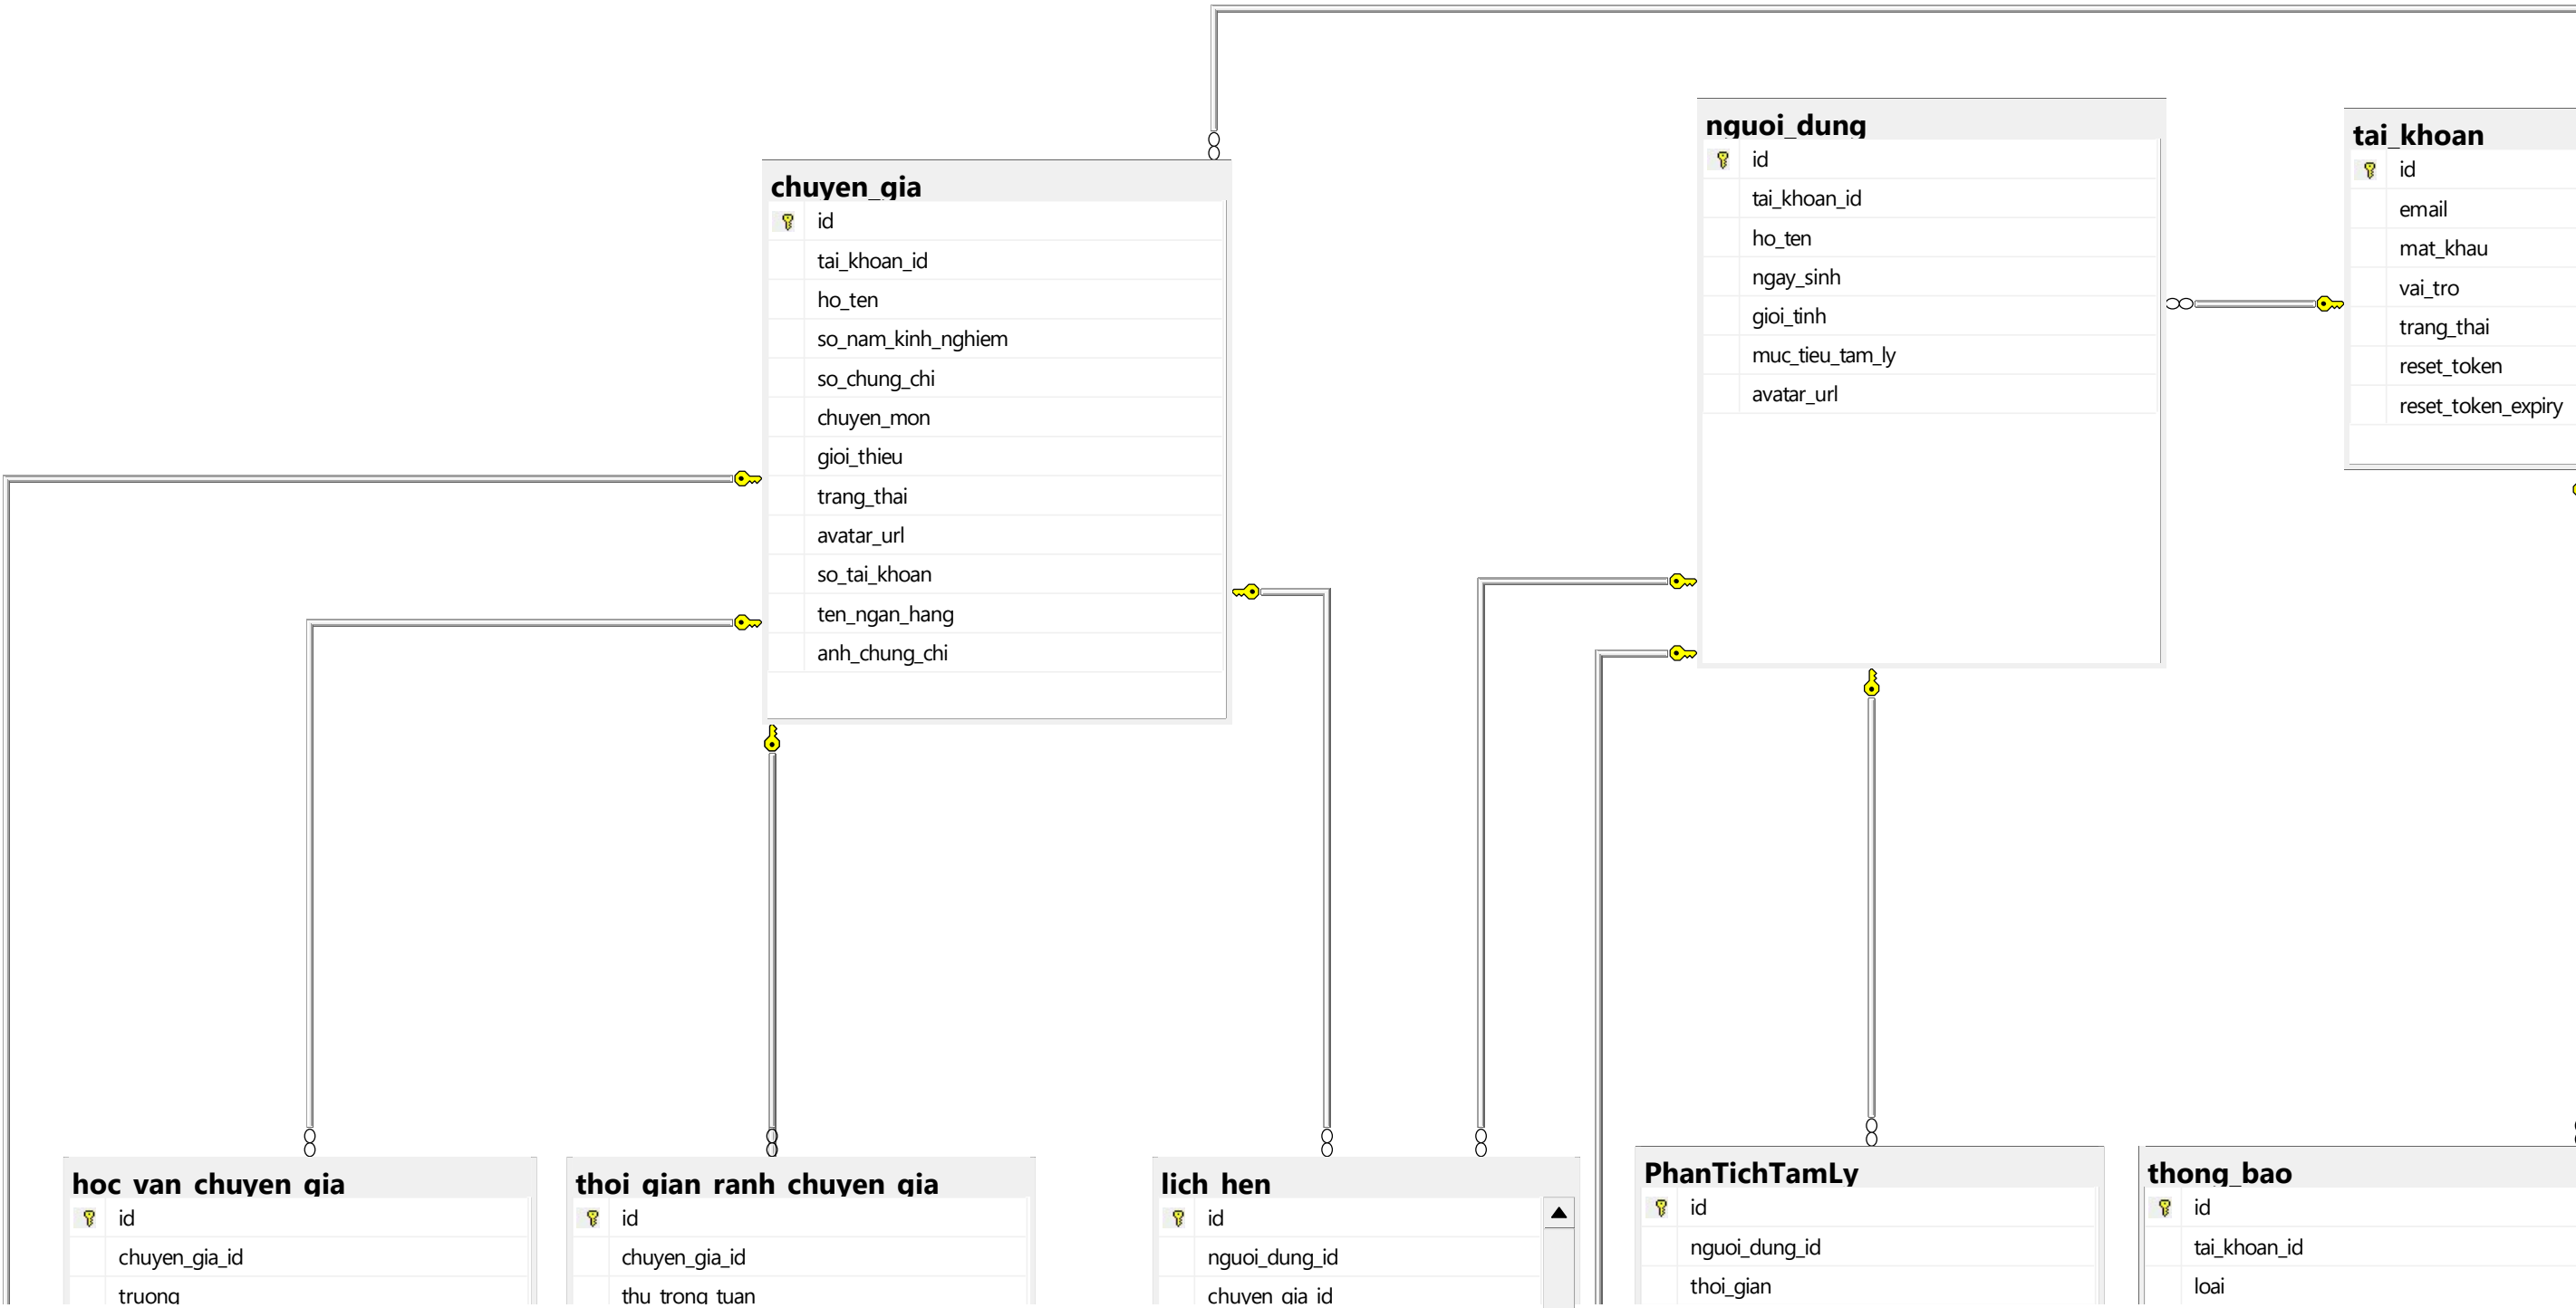 chuyen_gia
id
tai_khoan_id
ho_ten
so_nam_kinh_nghiem
so_chung_chi
chuyen_mon
gioi_thieu
trang_thai
avatar_url
so_tai_khoan
ten_ngan_hang
anh_chung_chi
nguoi_dung
id
tai_khoan_id
ho_ten
ngay_sinh
gioi_tinh
muc_tieu_tam_ly
avatar_url
tai_khoan
id
email
mat_khau
vai_tro
trang_thai
reset_token
reset_token_expiry
hoc_van_chuyen_gia
id
chuyen_gia_id
truong
thoi_gian_ranh_chuyen_gia
id
chuyen_gia_id
thu_trong_tuan
lich_hen
id
nguoi_dung_id
chuyen_gia_id
PhanTichTamLy
id
nguoi_dung_id
thoi_gian
thong_bao
id
tai_khoan_id
loai